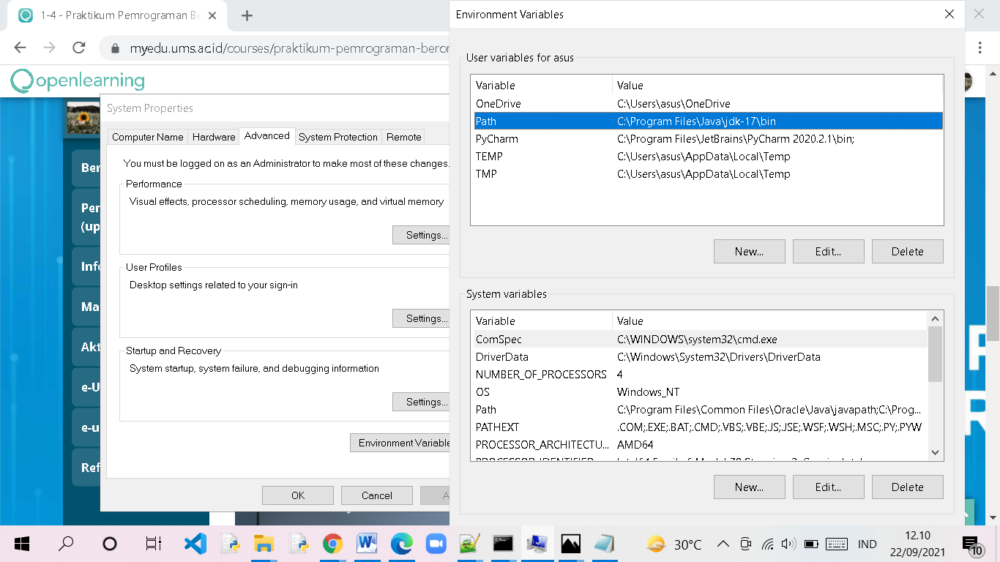 1-4 - Praktikum Pemrograman Be
myedu.ums.ac.id/courses/praktikum-pemrograman-beror
openlearning
Ber
Per
(up
Info
Ma
Akt
e-U
e-u
Ref
System Properties
Computer Name Hardware Advanced System Protection Remote
You must be logged on as an Administrator to make most of these changes.
Performance
Visual effects, processor scheduling, memory usage, and virtual memory
Settings...
User Profiles
Desktop settings related to your sign-in
Settings...
Startup and Recovery
System startup, system failure, and debugging information
Settings...
Environment Variable
OK Cancel A
Environment Variables
User variables for asus
Variable Value
OneDrive C:\Users\asus\OneDrive
Path C:\Program Files\Java\jdk-17\bin
PyCharm C:\Program Files\JetBrains\PyCharm 2020.2.1\bin;
TEMP C:\Users\asus\AppData\Local\Temp
TMP C:\Users\asus\AppData\Local\Temp
New... Edit... Delete
System variables
Variable Value
ComSpec C:\WINDOWS\system32\cmd.exe
DriverData C:\Windows\System32\Drivers\DriverData
NUMBER_OF_PROCESSORS 4
OS Windows_NT
Path C:\Program Files\Common Files\Oracle\Java\javapath;C:\Prog...
PATHEXT .COM;.EXE;.BAT;.CMD;.VBS;.VBE;.JS;.JSE;.WSF;.WSH;.MSC;.PY;.PYW
PROCESSOR_ARCHITECTU... AMD64
New... Edit... Delete
30°C IND 12.10
22/09/2021
10